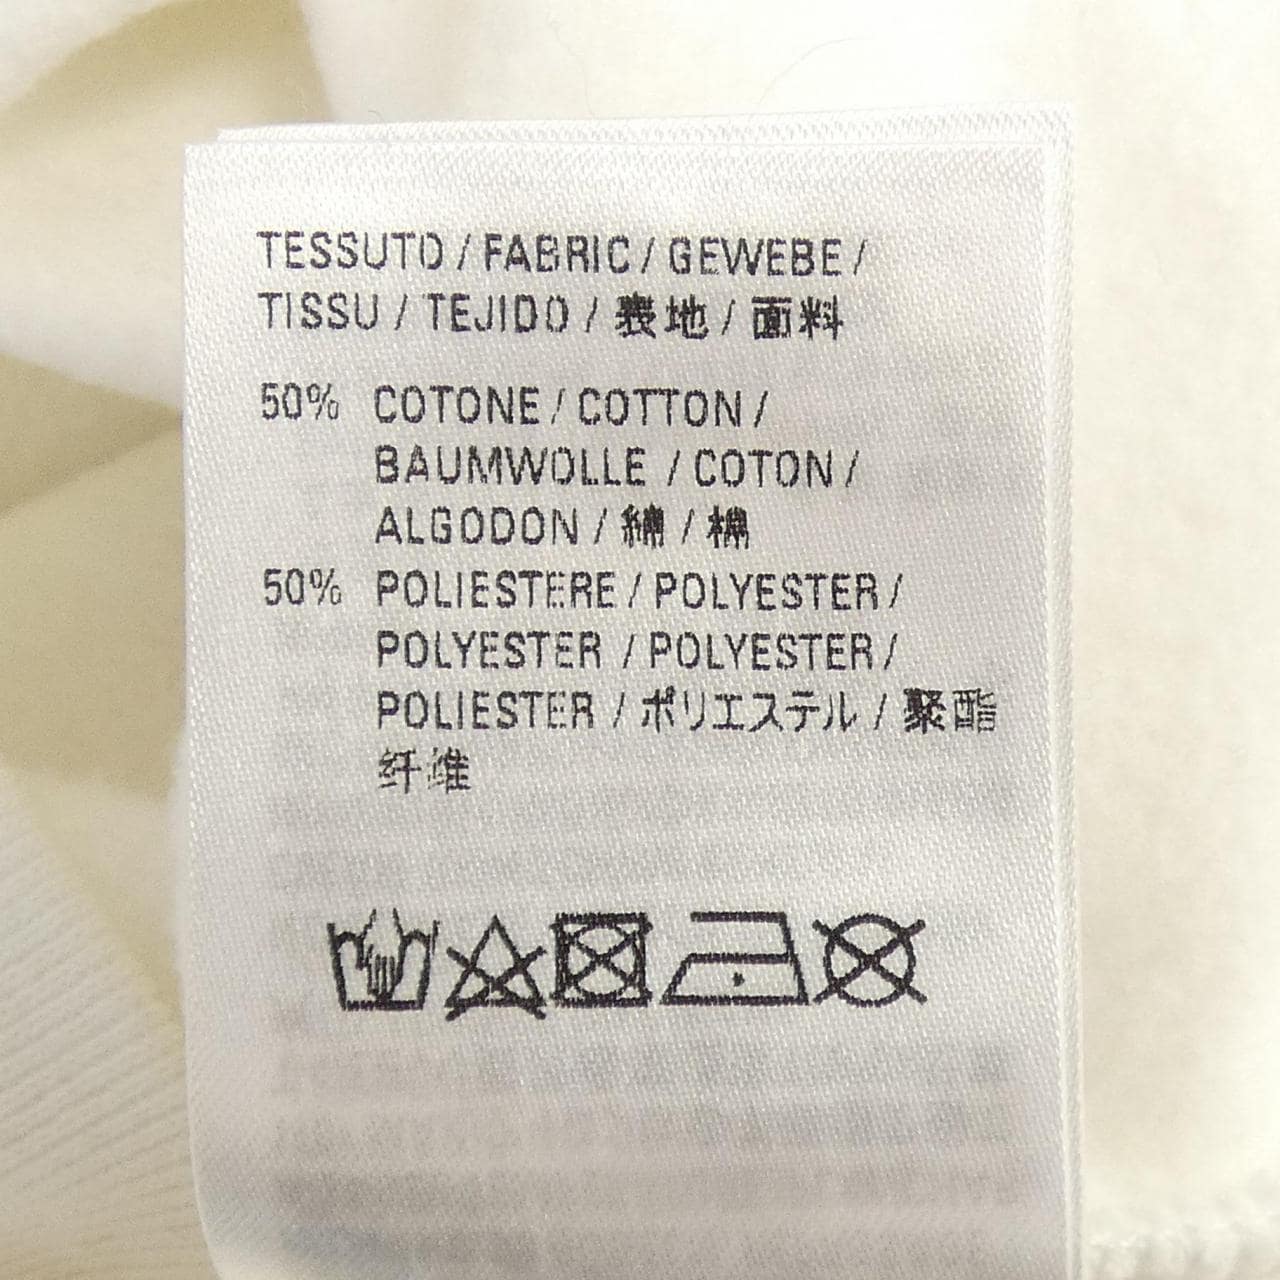 TESSUTO / FABRIC / GEWEBE /
TISSU / TEJIDO / 表地 / 面料
50% COTONE / COTTON /
BAUMWOLLE / COTON /
ALGODON / 綿 / 棉
50% POLIESTERE / POLYESTER /
POLYESTER / POLYESTER /
POLIESTER / ポリエステル / 聚酯
纤维